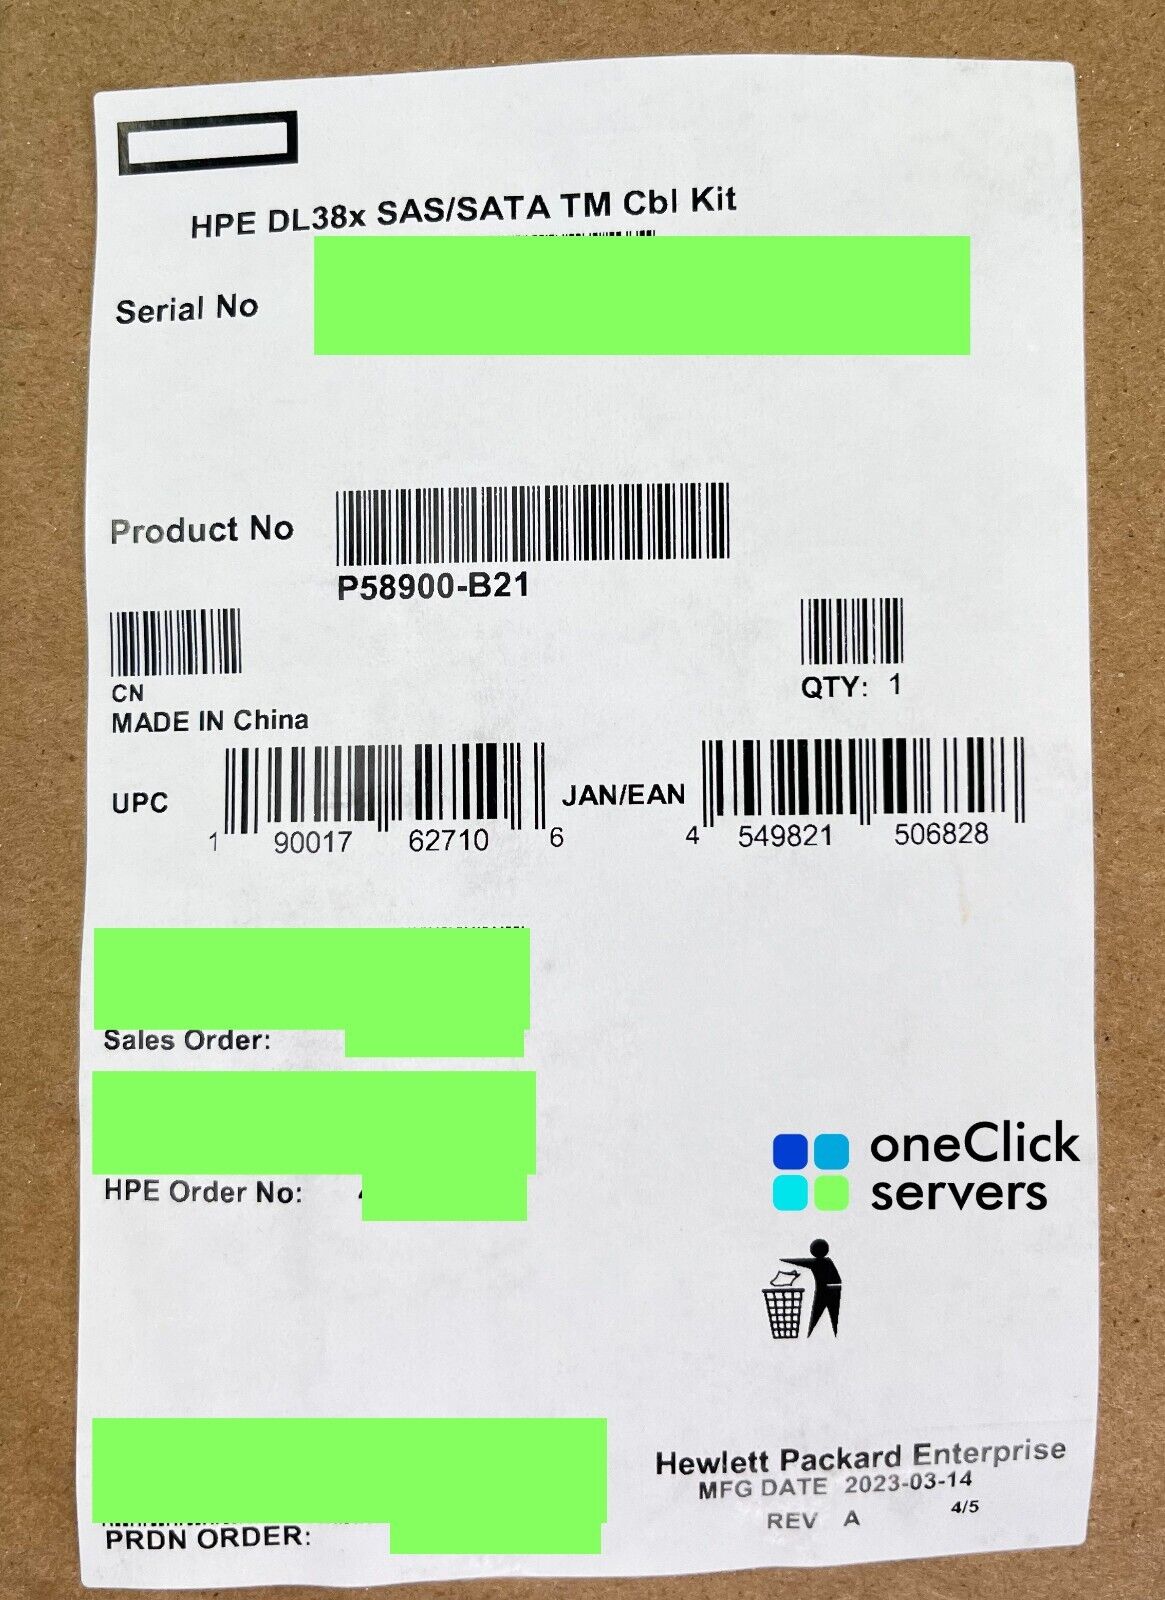 HPE DL38x SAS/SATA TM Cbl Kit
Serial No
Product No
P58900-B21
CN
MADE IN China
QTY: 1
UPC
1 90017 62710 6
JAN/EAN
4 549821 506828
Sales Order:
HPE Order No:
oneClick
servers
Hewlett Packard Enterprise
MFG DATE 2023-03-14
REV A 4/5
PRDN ORDER: